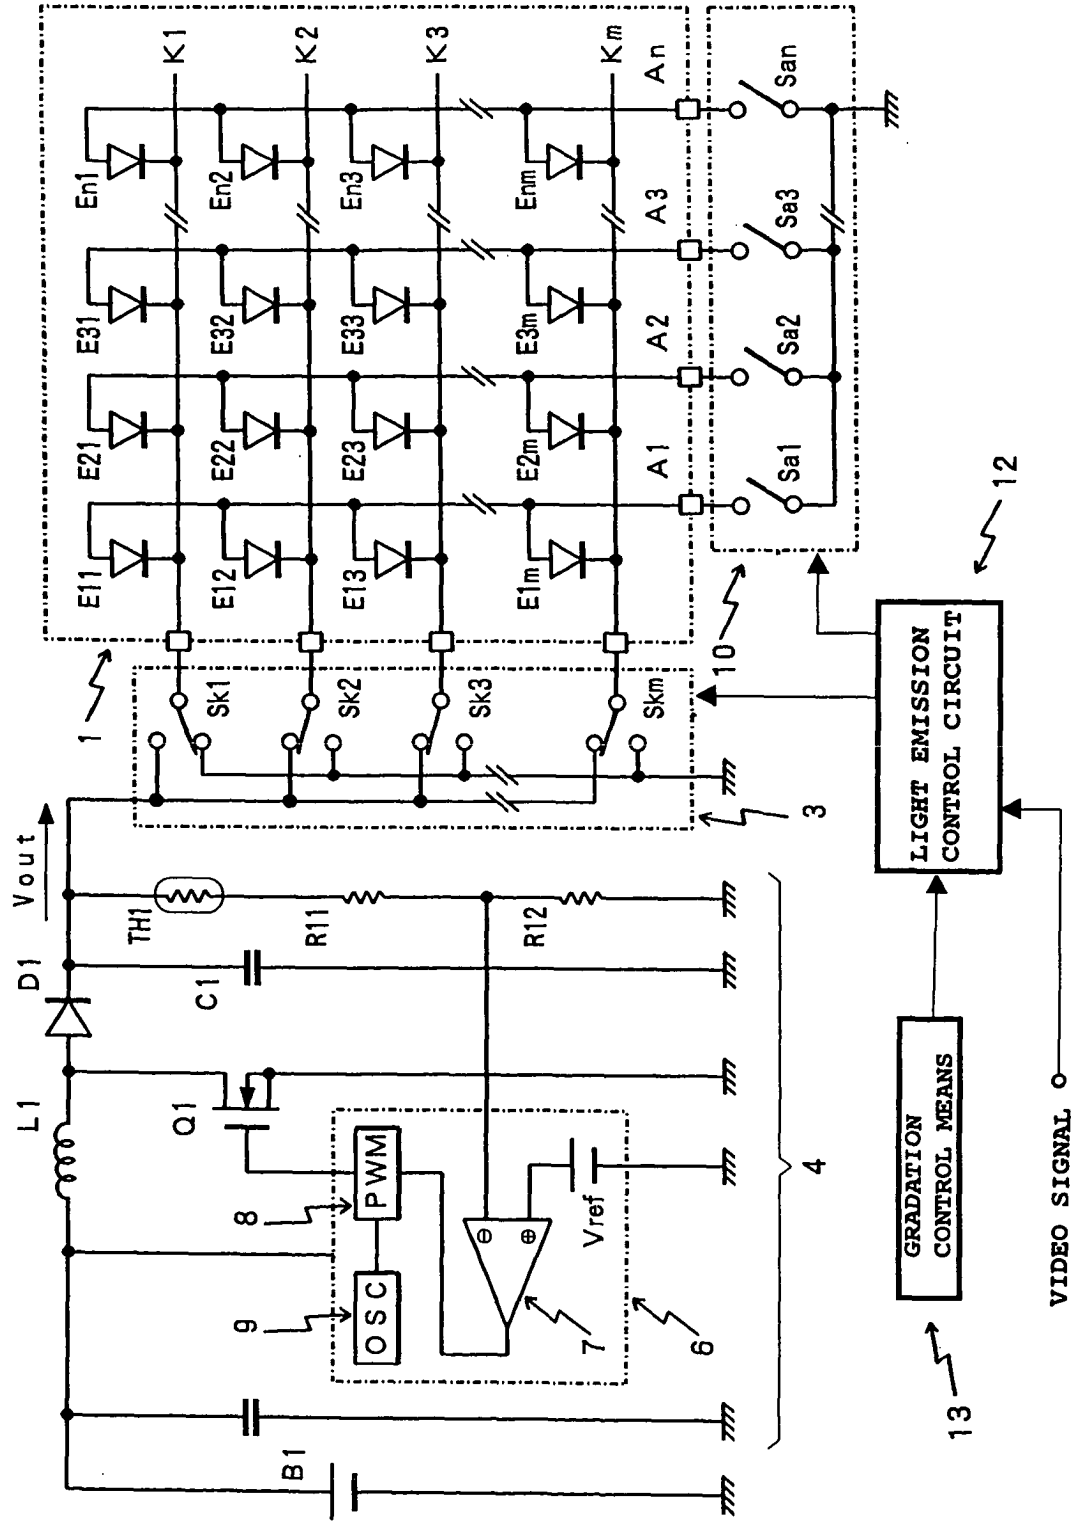 Vout
L1
D1
TH1
R11
R12
C1
Q1
B1
8
PWM
9
OSC
7
Vref
6
4
1
3
Sk1
Sk2
Sk3
Skm
E11
E21
E31
En1
K1
E12
E22
E32
En2
K2
E13
E23
E33
En3
K3
E1m
E2m
E3m
Enm
Km
A1
A2
A3
An
10
Sa1
Sa2
Sa3
San
12
LIGHT EMISSION
CONTROL CIRCUIT
13
GRADATION
CONTROL MEANS
VIDEO SIGNAL